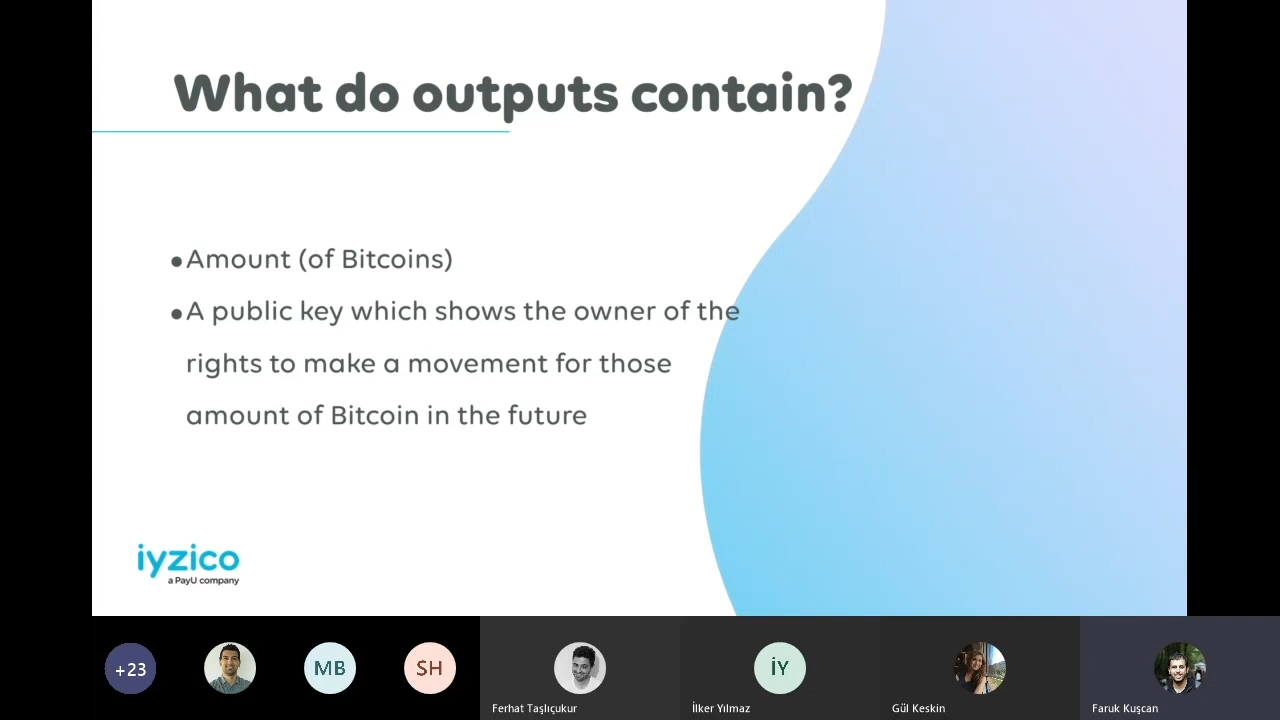 What do outputs contain?
•Amount (of Bitcoins)
•A public key which shows the owner of the
rights to make a movement for those
amount of Bitcoin in the future
iyzico
a PayU company
+23
MB
SH
İY
Ferhat Taşlıçukur
İlker Yılmaz
Gül Keskin
Faruk Kuşcan